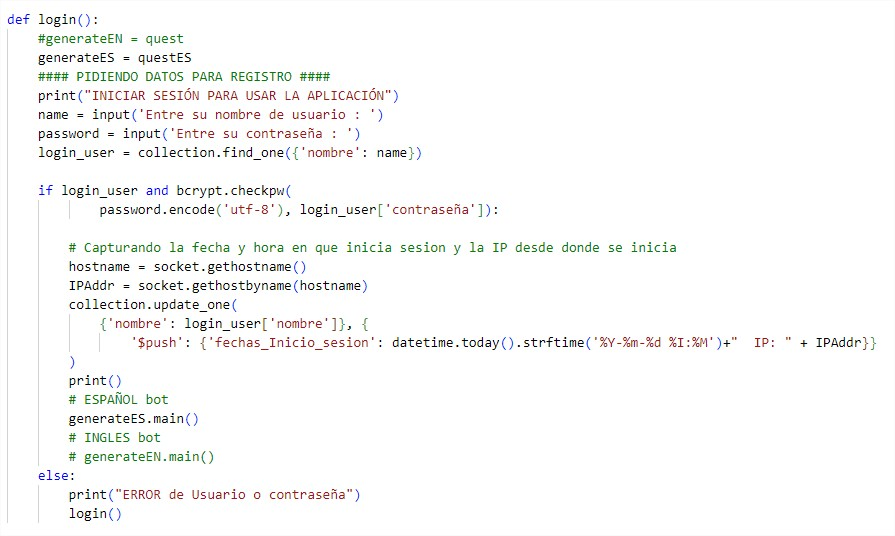 def login():
    #generateEN = quest
    generateES = questES
    #### PIDIENDO DATOS PARA REGISTRO ####
    print("INICIAR SESIÓN PARA USAR LA APLICACIÓN")
    name = input('Entre su nombre de usuario : ')
    password = input('Entre su contraseña : ')
    login_user = collection.find_one({'nombre': name})

    if login_user and bcrypt.checkpw(
            password.encode('utf-8'), login_user['contraseña']):

        # Capturando la fecha y hora en que inicia sesion y la IP desde donde se inicia
        hostname = socket.gethostname()
        IPAddr = socket.gethostbyname(hostname)
        collection.update_one(
            {'nombre': login_user['nombre']}, {
                '$push': {'fechas_Inicio_sesion': datetime.today().strftime('%Y-%m-%d %I:%M')+"  IP: " + IPAddr}}
        )
        print()
        # ESPAÑOL bot
        generateES.main()
        # INGLES bot
        # generateEN.main()
    else:
        print("ERROR de Usuario o contraseña")
        login()